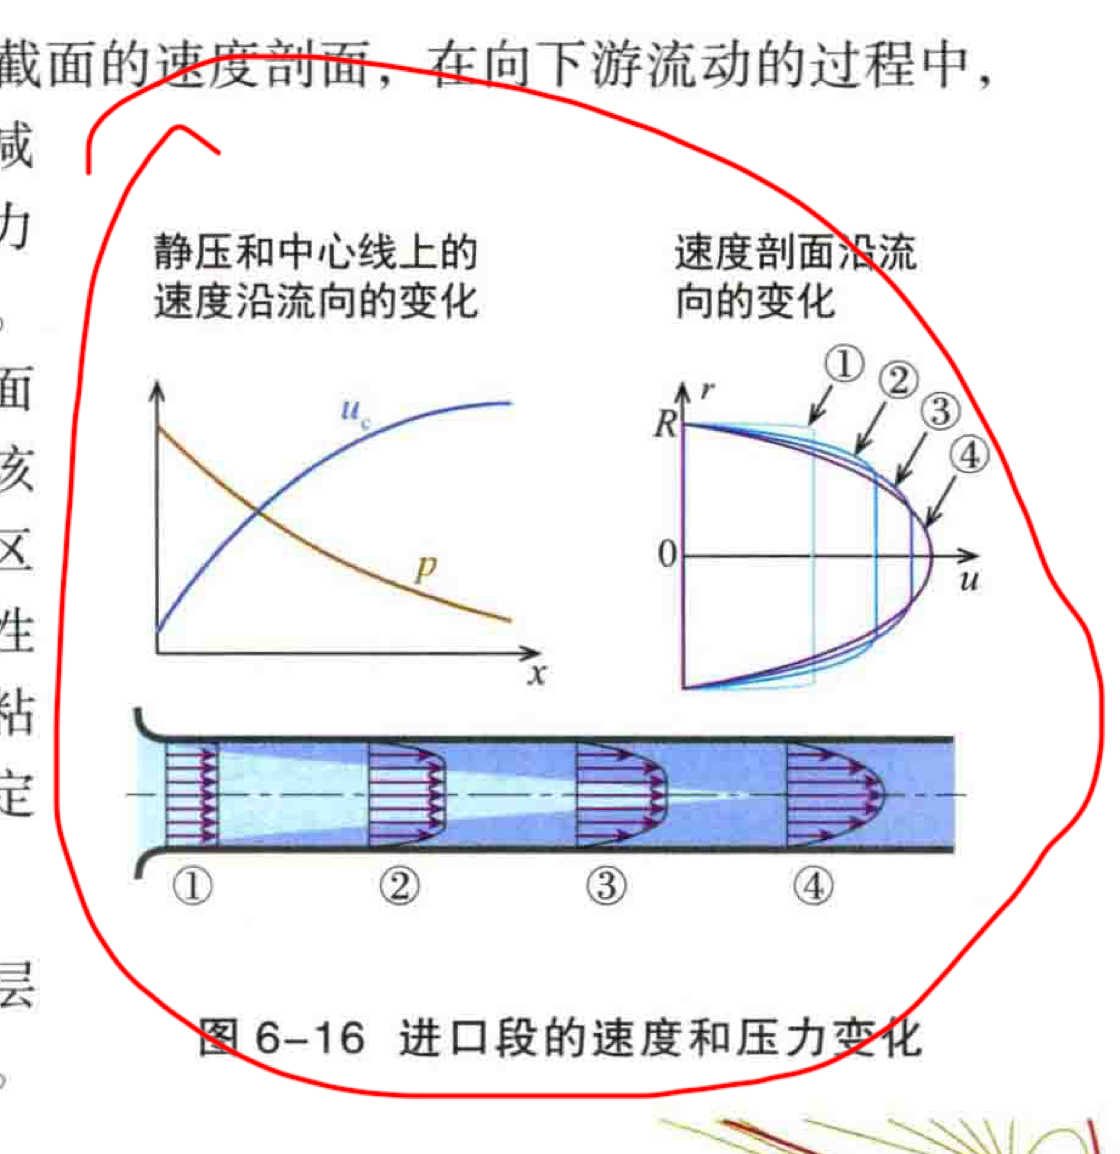 截面的速度剖面，在向下游流动的过程中，
减
力
。
面
该
区
性
粘
定
层
。
静压和中心线上的
速度沿流向的变化
速度剖面沿流
向的变化
u_c
p
x
① ② ③ ④
r
R
0
u
① ② ③ ④
图 6-16 进口段的速度和压力变化